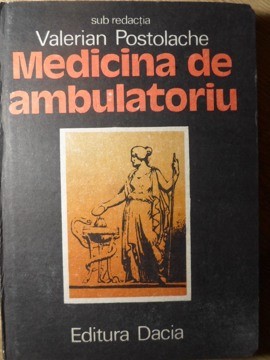 sub redacția
Valerian Postolache
Medicina de
ambulatoriu
Editura Dacia